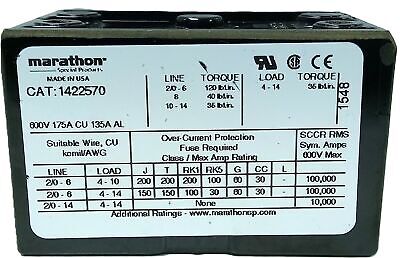 marathon®
Special Products
MADE IN USA
CAT: 1422570
LINE TORQUE LOAD TORQUE
2/0 - 6 120 lbf.in. 4 - 14 35 lbf.in.
8 40 lbf.in.
10 - 14 35 lbf.in.
1548
600V 175A CU 135A AL
Suitable Wire, CU
kcmil/AWG
Over-Current Protection
Fuse Required
Class / Max Amp Rating
SCCR RMS
Sym. Amps
600V Max
LINE LOAD J T RK1 RK5 G CC L
2/0 - 6 4 - 10 200 200 200 100 60 30 - 100,000
2/0 - 6 4 - 14 150 150 100 30 60 30 - 100,000
2/0 - 14 4 - 14 None 10,000
Additional Ratings - www.marathonsp.com